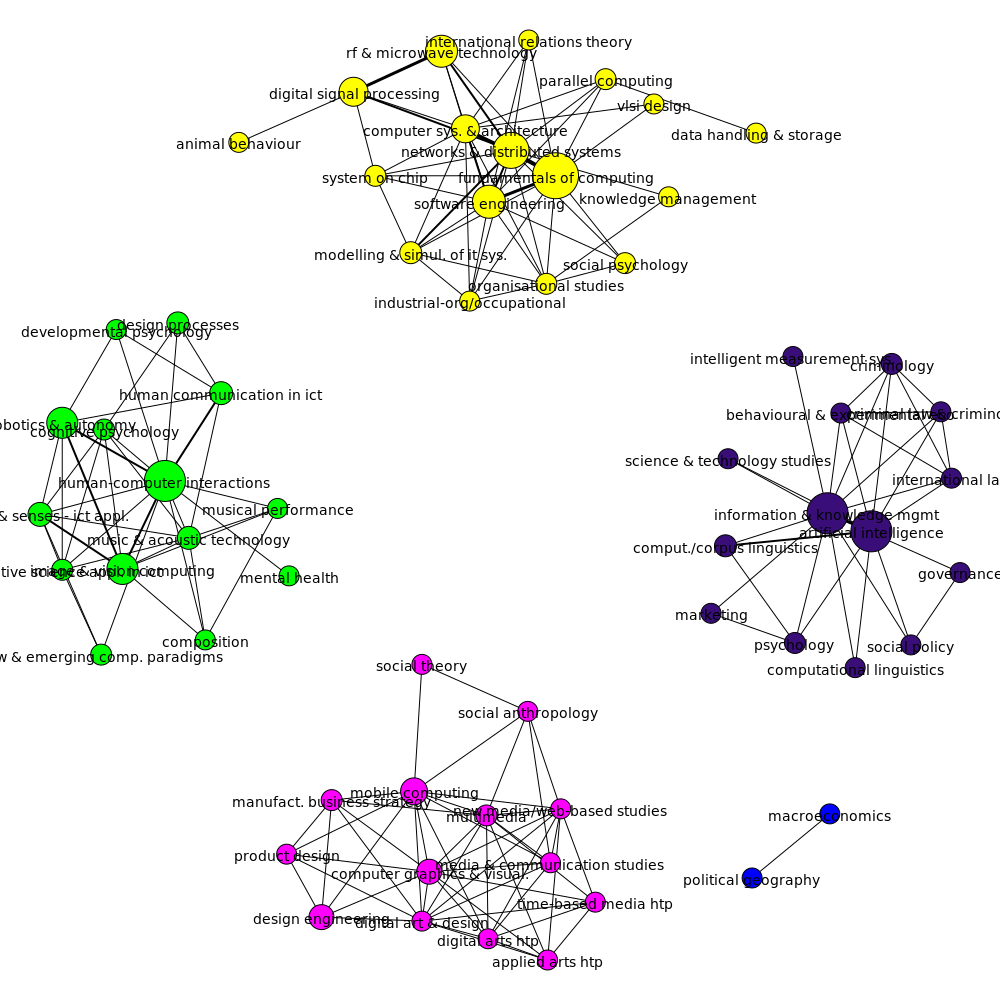 international relations theory
rf & microwave technology
parallel computing
digital signal processing
vlsi design
computer sys. & architecture
data handling & storage
animal behaviour
networks & distributed systems
system on chip
fundamentals of computing
knowledge management
software engineering
modelling & simul. of it sys.
social psychology
organisational studies
industrial-org/occupational
design processes
developmental psychology
human communication in ict
obotics & autonomy
cognitive psychology
human-computer interactions
musical performance
& senses - ict appl.
music & acoustic technology
tive science appl. in ict
image & vision computing
mental health
composition
w & emerging comp. paradigms
intelligent measurement sys.
criminology
behavioural & experimental eco
criminal law & crimino
science & technology studies
international la
information & knowledge mgmt
artificial intelligence
comput./corpus linguistics
governance
marketing
psychology
social policy
computational linguistics
social theory
social anthropology
mobile computing
manufact. business strategy
new media/web-based studies
multimedia
product design
media & communication studies
computer graphics & visual.
time-based media htp
design engineering
digital art & design
digital arts htp
applied arts htp
macroeconomics
political geography